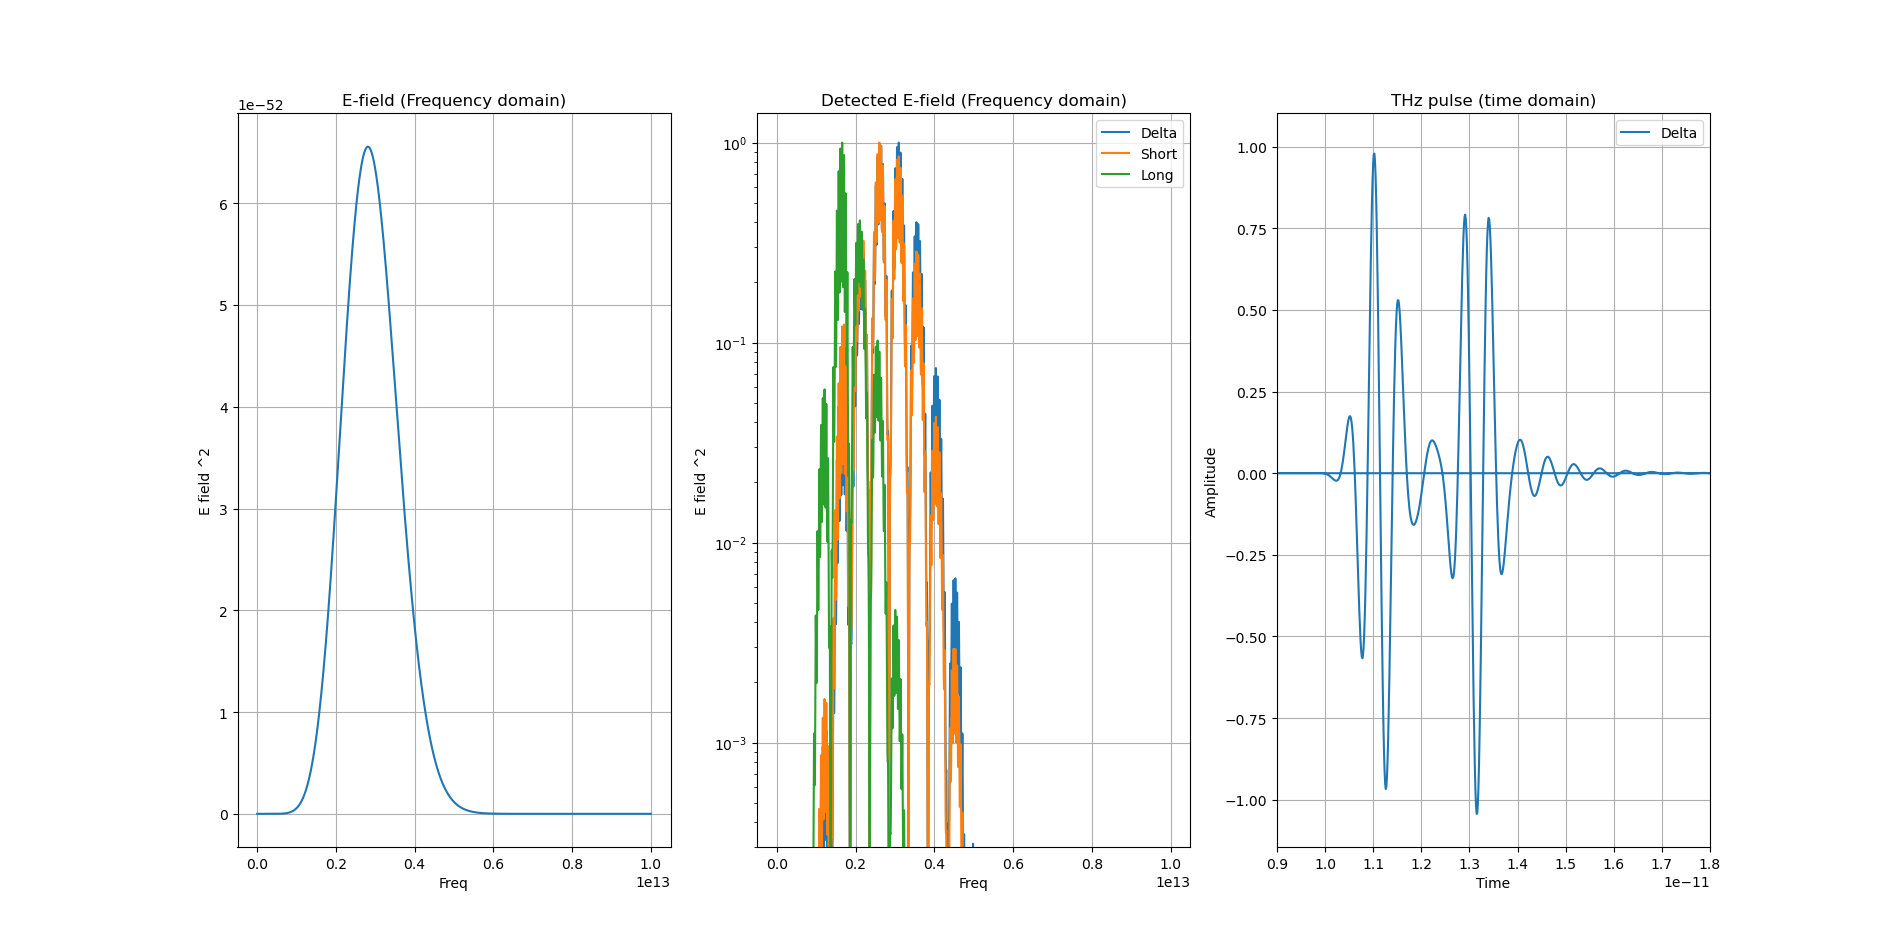 E-field (Frequency domain)
1e−52
E field ^2
6
5
4
3
2
1
0
0.0 0.2 0.4 0.6 0.8 1.0
Freq
1e13
Detected E-field (Frequency domain)
Delta
Short
Long
E field ^2
10^0
10^−1
10^−2
10^−3
0.0 0.2 0.4 0.6 0.8 1.0
Freq
1e13
THz pulse (time domain)
Delta
Amplitude
1.00
0.75
0.50
0.25
0.00
−0.25
−0.50
−0.75
−1.00
0.9 1.0 1.1 1.2 1.3 1.4 1.5 1.6 1.7 1.8
Time
1e−11